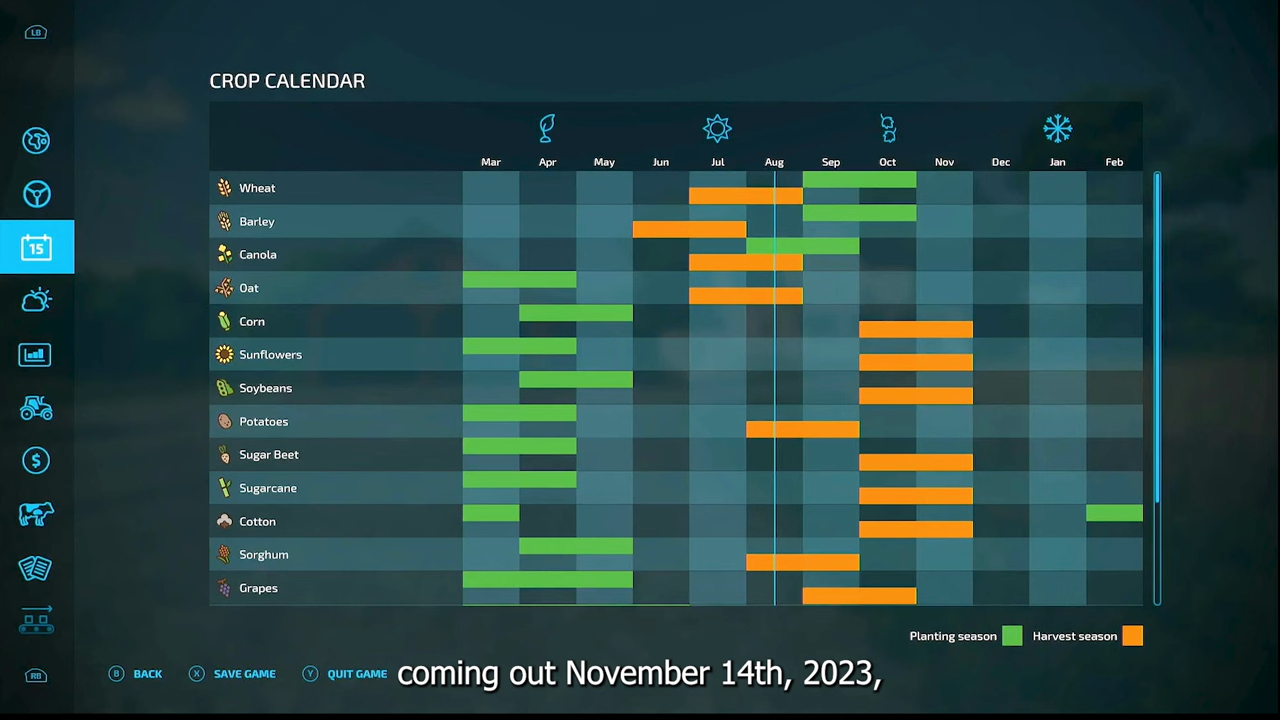 LB
CROP CALENDAR
Mar Apr May Jun Jul Aug Sep Oct Nov Dec Jan Feb
Wheat
Barley
15
Canola
Oat
Corn
Sunflowers
Soybeans
Potatoes
Sugar Beet
$
Sugarcane
Cotton
Sorghum
Grapes
Planting season Harvest season
RB
B BACK X SAVE GAME Y QUIT GAME
coming out November 14th, 2023,